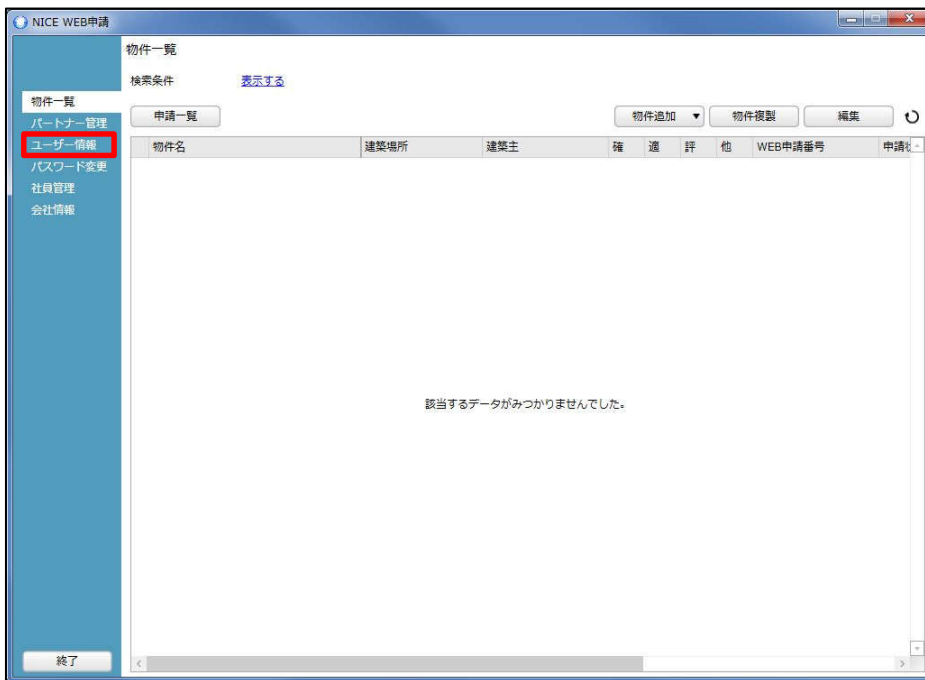 NICE WEB申請
物件一覧
検索条件 表示する
物件一覧
パートナー管理
ユーザー情報
パスワード変更
社員管理
会社情報
申請一覧 物件追加 物件複製 編集
物件名 建築場所 建築主 確 適 評 他 WEB申請番号 申請
該当するデータがみつかりませんでした。
終了